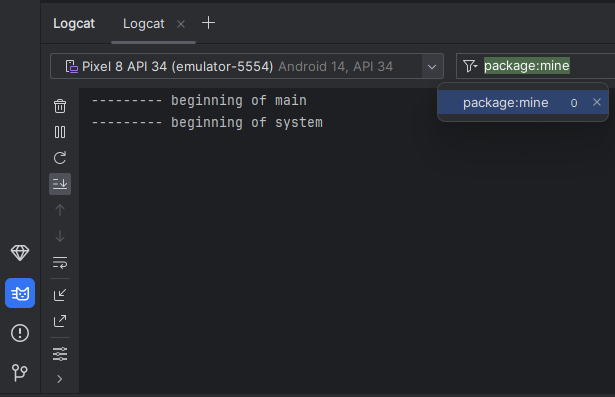 Logcat Logcat
Pixel 8 API 34 (emulator-5554) Android 14, API 34 package:mine
package:mine 0
--------- beginning of main
--------- beginning of system